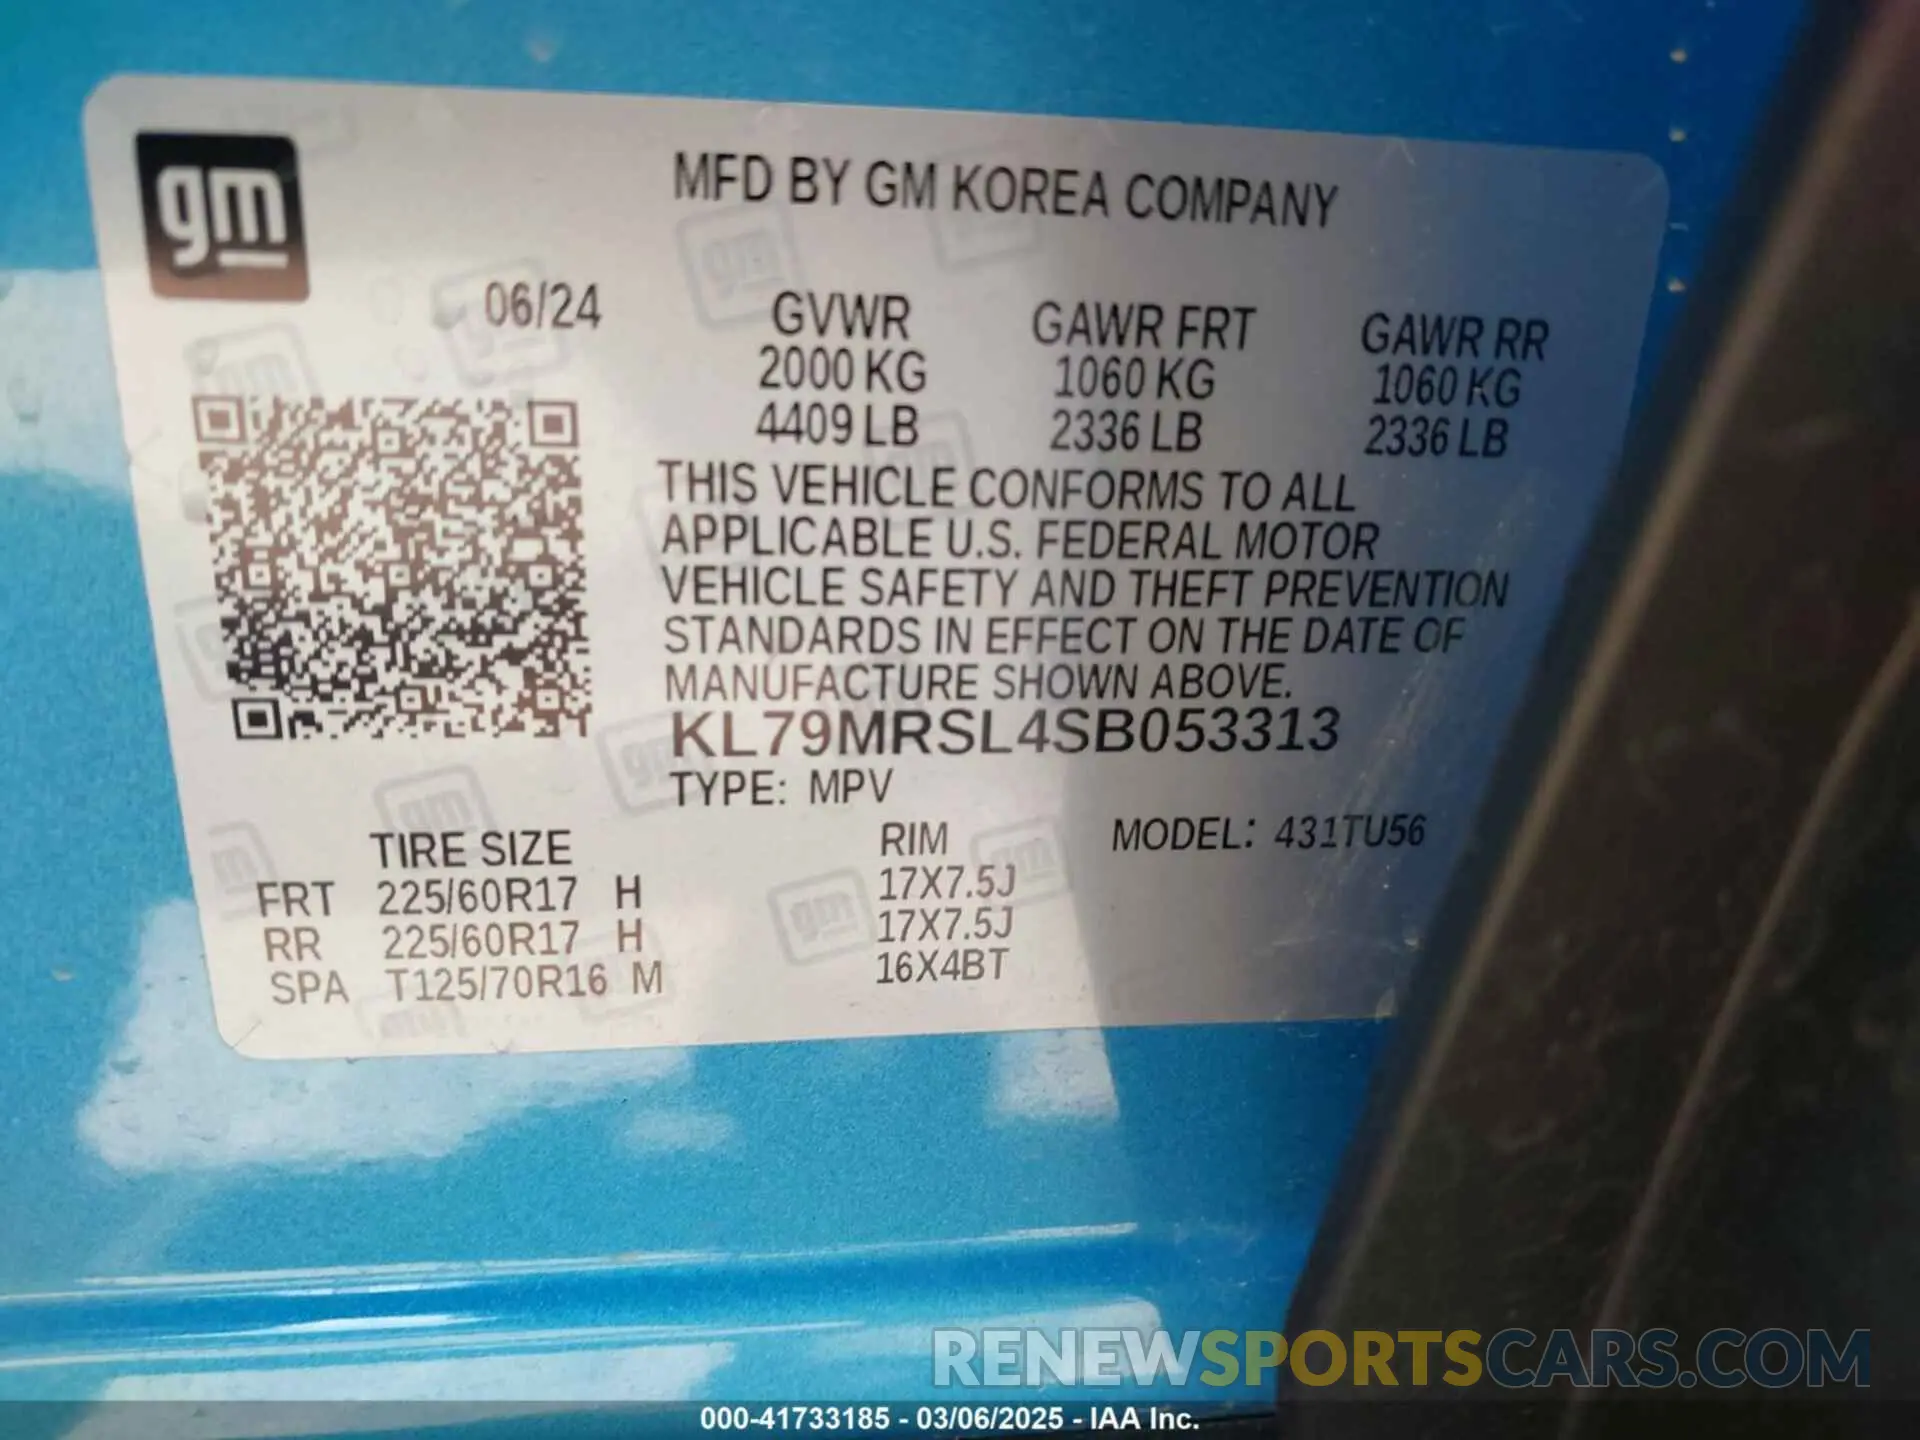 gm
MFD BY GM KOREA COMPANY
06/24
GVWR GAWR FRT GAWR RR
2000 KG 1060 KG 1060 KG
4409 LB 2336 LB 2336 LB
THIS VEHICLE CONFORMS TO ALL
APPLICABLE U.S. FEDERAL MOTOR
VEHICLE SAFETY AND THEFT PREVENTION
STANDARDS IN EFFECT ON THE DATE OF
MANUFACTURE SHOWN ABOVE.
KL79MRSL4SB053313
TYPE: MPV
TIRE SIZE RIM MODEL: 431TU56
FRT 225/60R17 H 17X7.5J
RR 225/60R17 H 17X7.5J
SPA T125/70R16 M 16X4BT
RENEWSPORTSCARS.COM
000-41733185 - 03/06/2025 - IAA Inc.